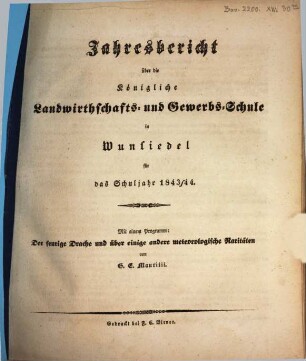 Jahresbericht
über die
Königliche
Landwirthschafts- und Gewerbs-Schule
in
Wunsiedel
für
das Schuljahr 1843/44.
Mit einem Programm:
Der feurige Drache und über einige andere meteorologische Raritäten
von
Gedruckt bei